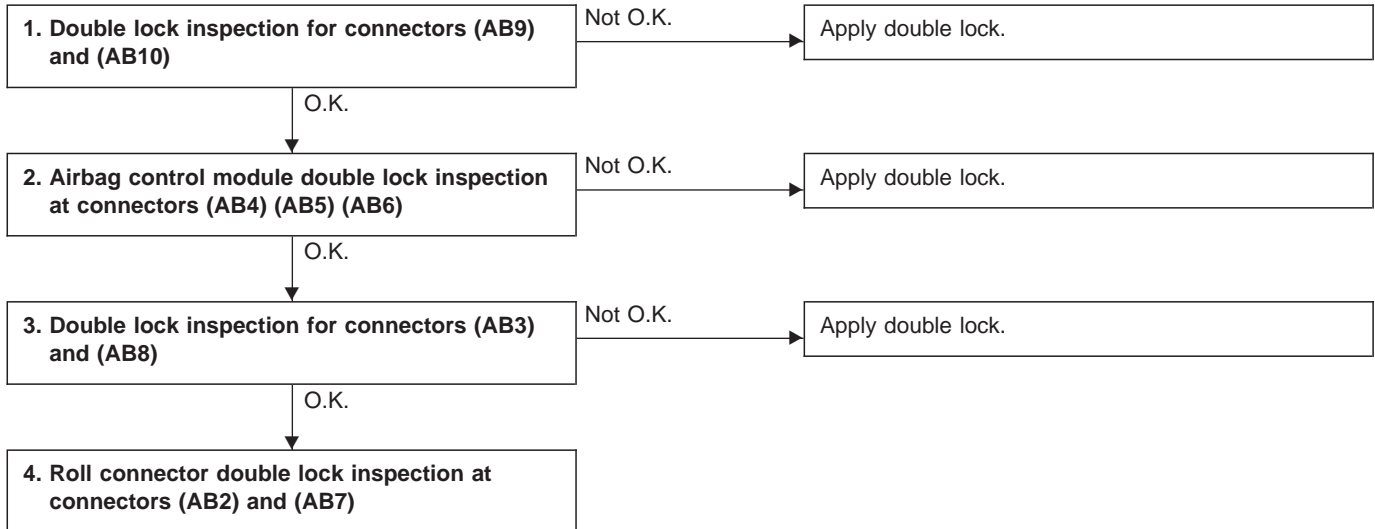 1. Double lock inspection for connectors (AB9)
and (AB10)
Not O.K.
Apply double lock.
O.K.
2. Airbag control module double lock inspection
at connectors (AB4) (AB5) (AB6)
Not O.K.
Apply double lock.
O.K.
3. Double lock inspection for connectors (AB3)
and (AB8)
Not O.K.
Apply double lock.
O.K.
4. Roll connector double lock inspection at
connectors (AB2) and (AB7)